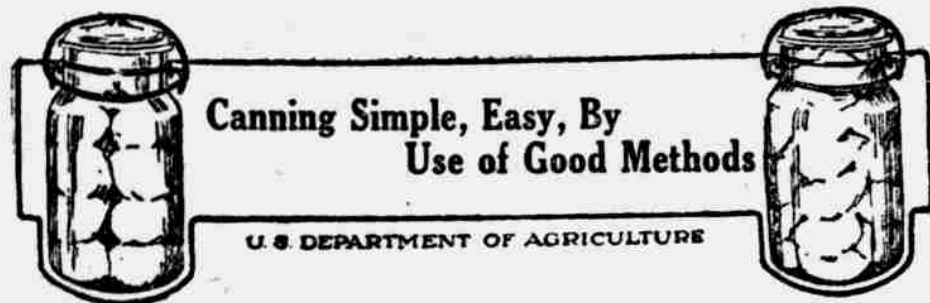 Canning Simple, Easy, By
Use of Good Methods
U. S. DEPARTMENT OF AGRICULTURE